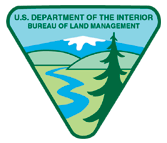 U.S. DEPARTMENT OF THE INTERIOR
BUREAU OF LAND MANAGEMENT